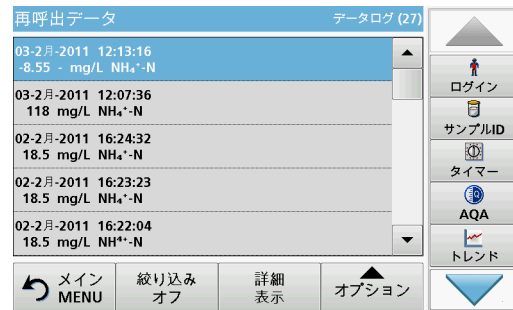 再呼出データ
データログ (27)
03-2月-2011 12:13:16
-8.55 - mg/L NH₄⁺-N
03-2月-2011 12:07:36
118 mg/L NH₄⁺-N
02-2月-2011 16:24:32
18.5 mg/L NH₄⁺-N
02-2月-2011 16:23:23
18.5 mg/L NH₄⁺-N
02-2月-2011 16:22:04
18.5 mg/L NH⁴⁺-N
メイン
MENU
絞り込み
オフ
詳細
表示
オプション
ログイン
サンプルID
タイマー
AQA
トレンド